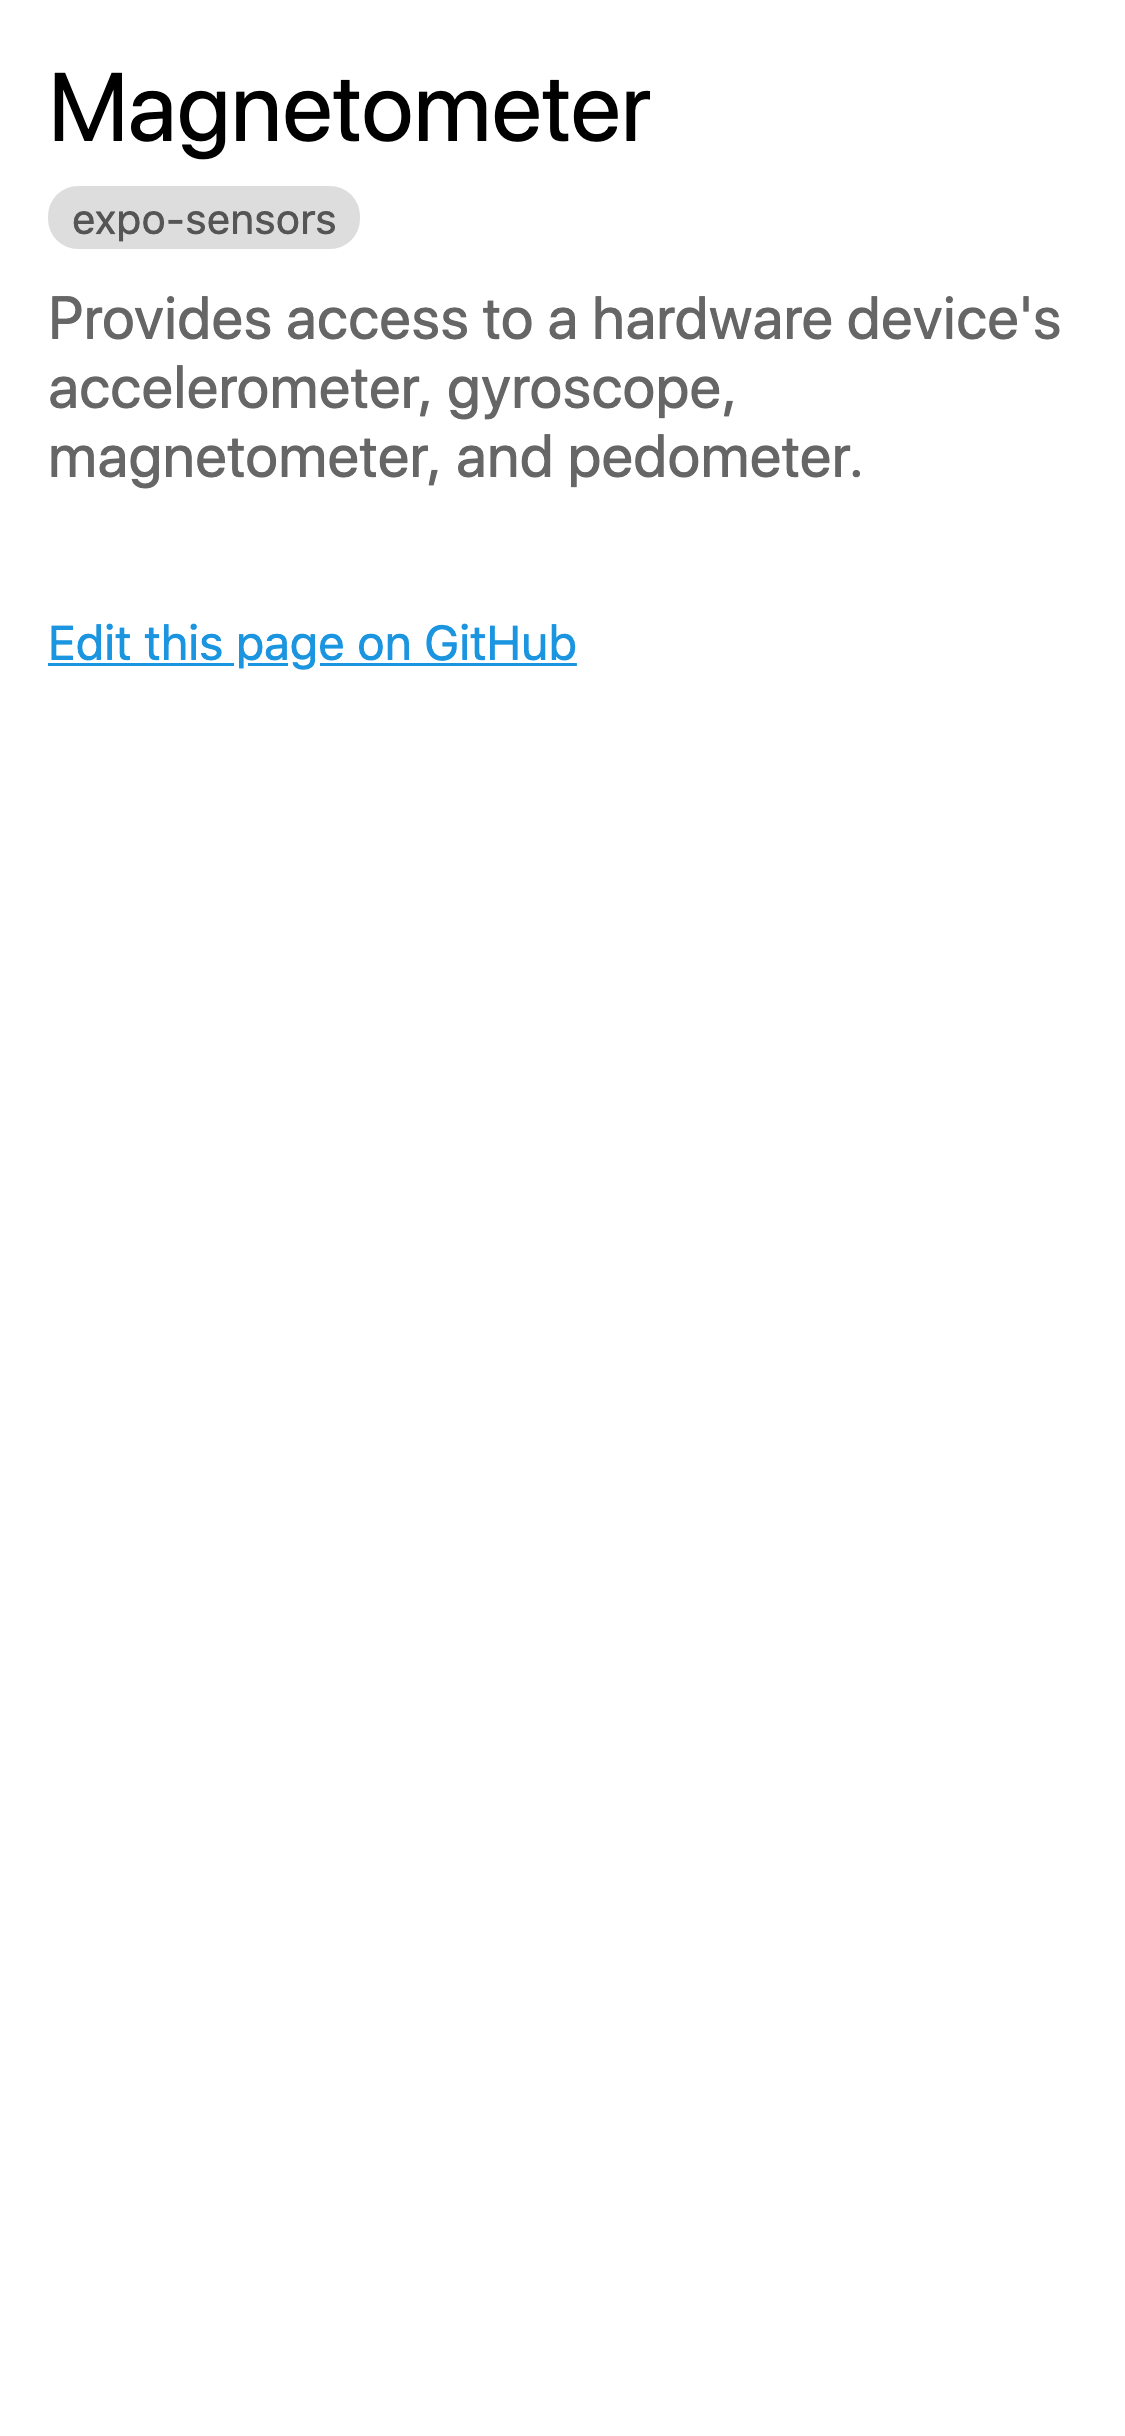 Magnetometer
expo-sensors
Provides access to a hardware device's
accelerometer, gyroscope,
magnetometer, and pedometer.
Edit this page on GitHub